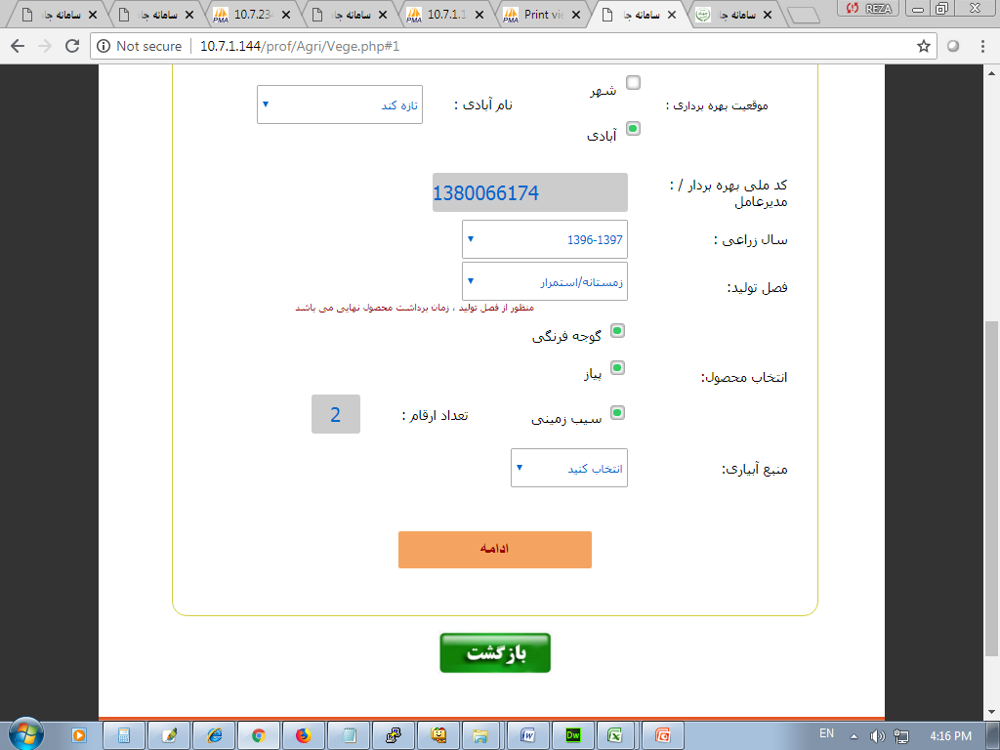 سامانه جا
سامانه جا
10.7.23
سامانه جا
10.7.1.1
Print vie
سامانه جا
سامانه جا
REZA
Not secure
10.7.1.144/prof/Agri/Vege.php#1
موقعیت بهره برداری :
شهر
آبادی
نام آبادی :
تازه کند
کد ملی بهره بردار / :
مدیرعامل
1380066174
سال زراعی :
1396-1397
فصل تولید:
زمستانه/استمرار
منظور از فصل تولید ، زمان برداشت محصول نهایی می باشد
انتخاب محصول:
گوجه فرنگی
پیاز
سیب زمینی
تعداد ارقام :
2
منبع آبیاری:
انتخاب کنید
ادامه
بازگشت
EN
4:16 PM